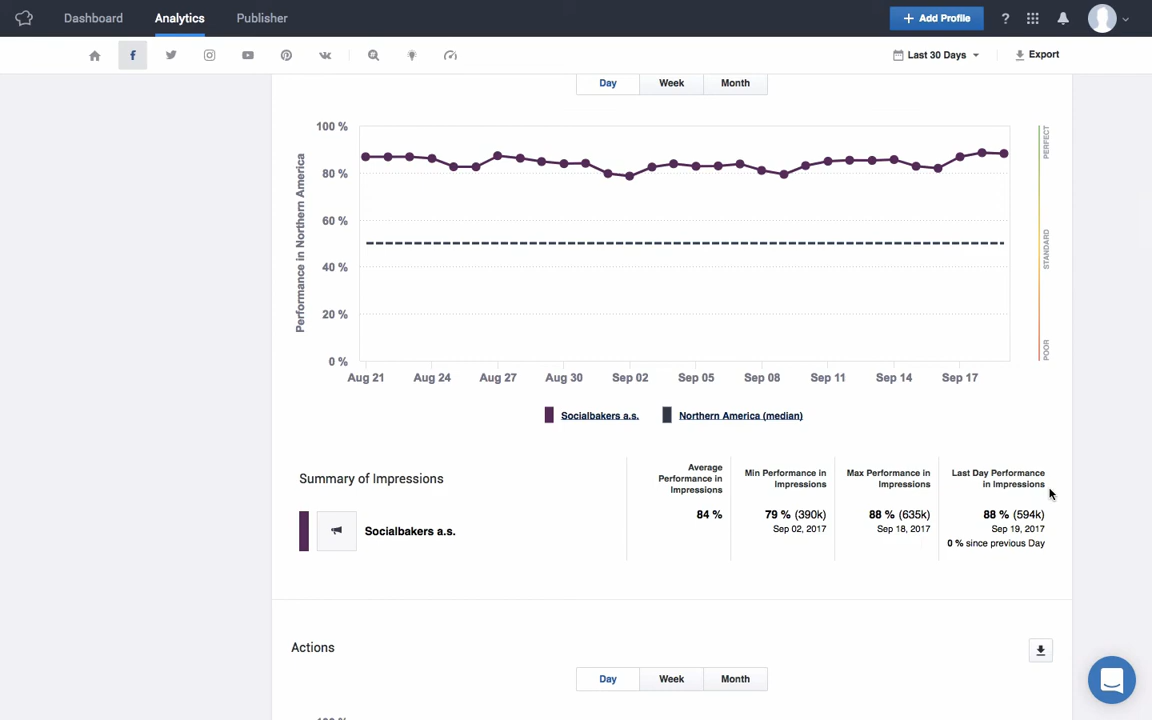 Dashboard Analytics Publisher + Add Profile ?
Last 30 Days Export
Day Week Month
100 %
80 %
60 %
40 %
20 %
0 %
Performance in Northern America
PERFECT
STANDARD
POOR
Aug 21 Aug 24 Aug 27 Aug 30 Sep 02 Sep 05 Sep 08 Sep 11 Sep 14 Sep 17
Socialbakers a.s. Northern America (median)
Summary of Impressions
Average
Performance in
Impressions
84 %
Min Performance in
Impressions
79 % (390k)
Sep 02, 2017
Max Performance in
Impressions
88 % (635k)
Sep 18, 2017
Last Day Performance
in Impressions
88 % (594k)
Sep 19, 2017
0 % since previous Day
Socialbakers a.s.
Actions
Day Week Month
100 %